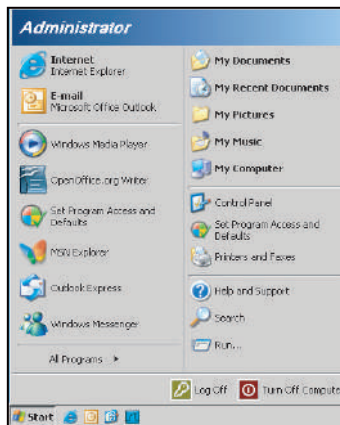 Administrator
Internet
Internet Explorer
E-mail
Microsoft Office Outlook
Windows Media Player
OpenOffice.org Writer
Set Program Access and
Defaults
MSN Explorer
Outlook Express
Windows Messenger
All Programs
My Documents
My Recent Documents
My Pictures
My Music
My Computer
Control Panel
Set Program Access and
Defaults
Printers and Faxes
Help and Support
Search
Run...
Log Off
Turn Off Compute
Start